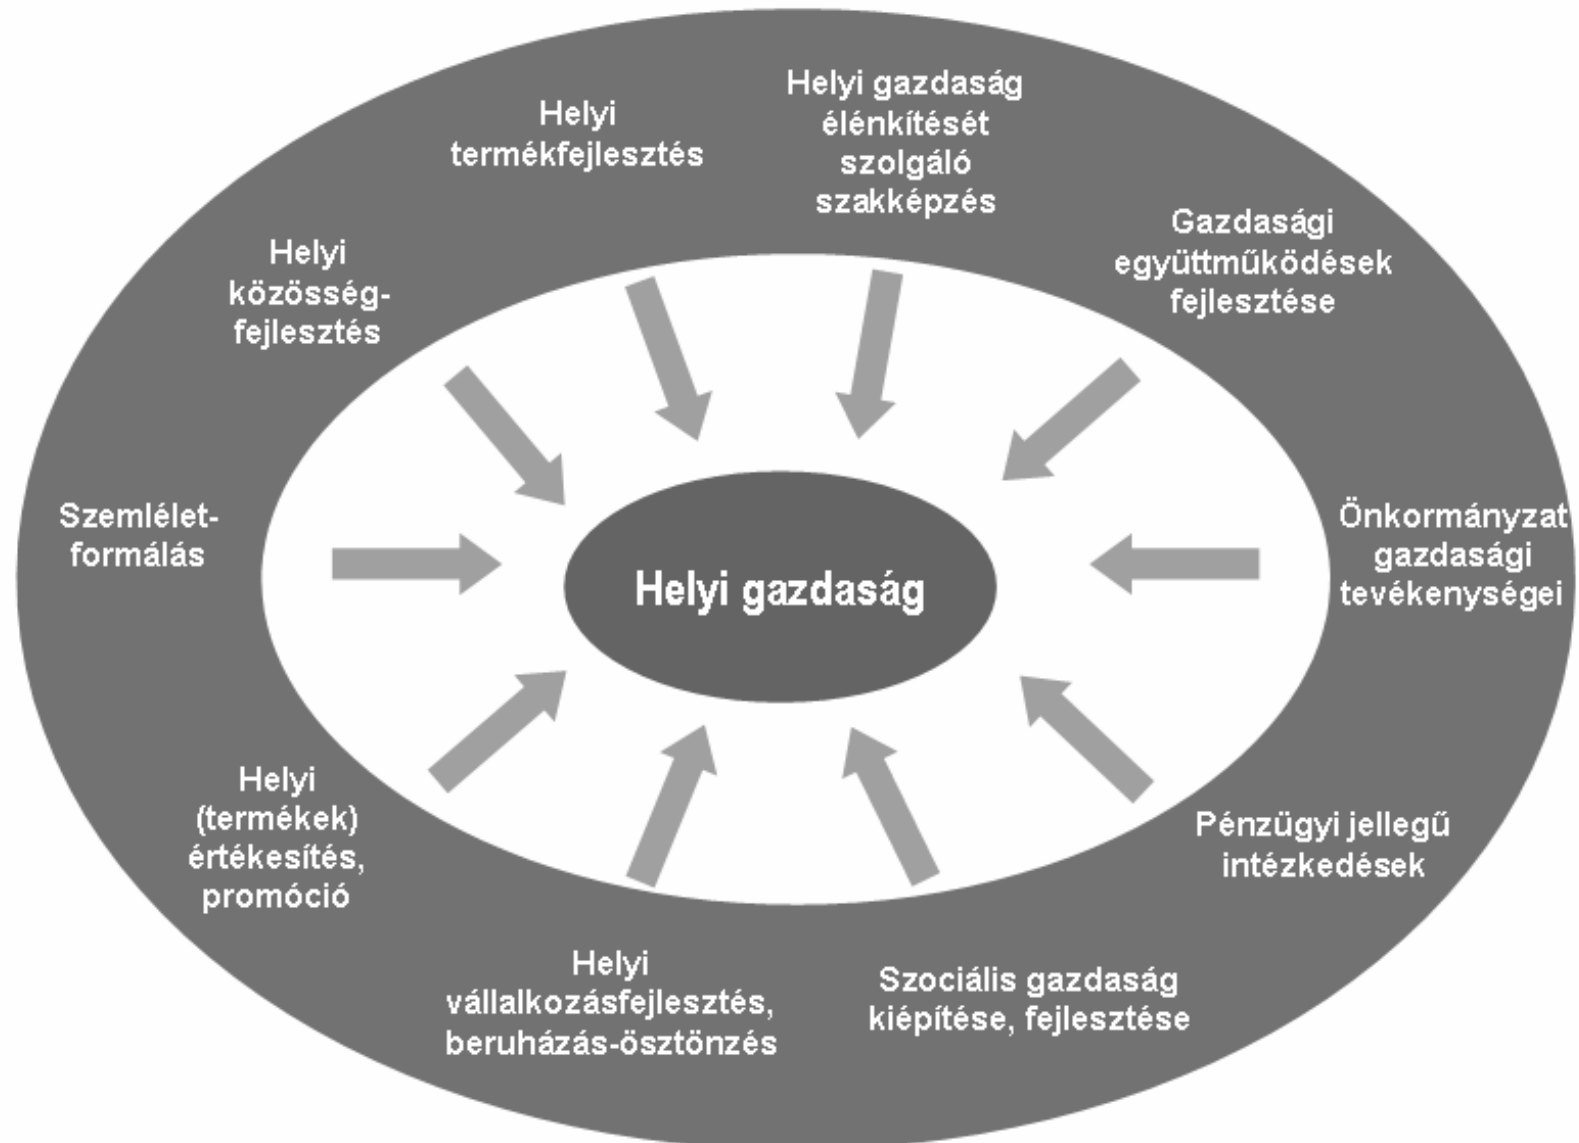 Helyi
termékfejlesztés
Helyi gazdaság
élénkítését
szolgáló
szakképzés
Gazdasági
együttműködések
fejlesztése
Helyi
közösség-
fejlesztés
Szemlélet-
formálás
Helyi gazdaság
Önkormányzat
gazdasági
tevékenységei
Helyi
(termékek)
értékesítés,
promóció
Pénzügyi jellegű
intézkedések
Helyi
vállalkozásfejlesztés,
beruházás-ösztönzés
Szociális gazdaság
kiépítése, fejlesztése